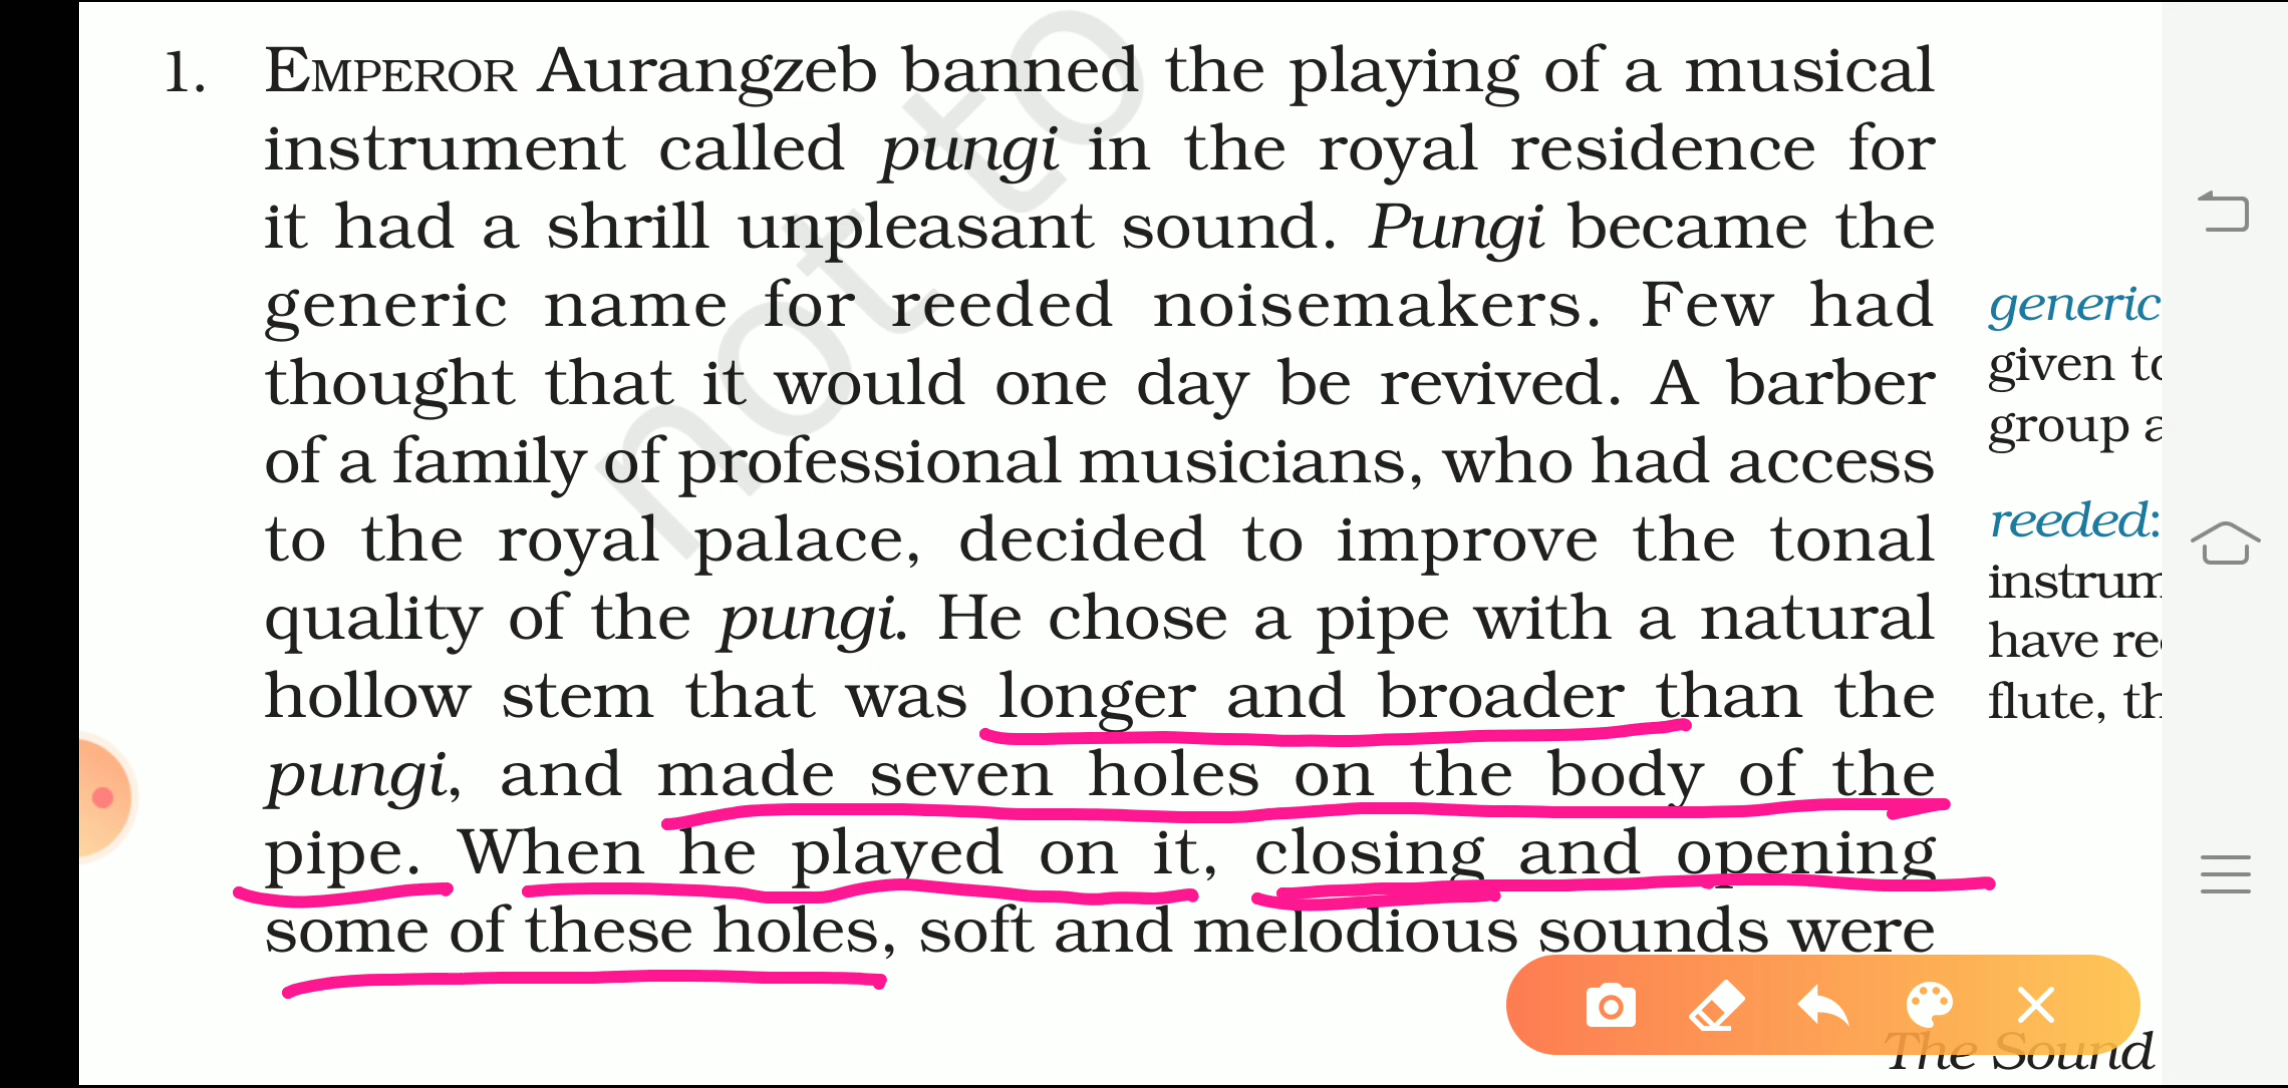 1. EMPEROR Aurangzeb banned the playing of a musical
instrument called pungi in the royal residence for
it had a shrill unpleasant sound. Pungi became the
generic name for reeded noisemakers. Few had
thought that it would one day be revived. A barber
of a family of professional musicians, who had access
to the royal palace, decided to improve the tonal
quality of the pungi. He chose a pipe with a natural
hollow stem that was longer and broader than the
pungi, and made seven holes on the body of the
pipe. When he played on it, closing and opening
some of these holes, soft and melodious sounds were
generic
given
group
reeded:
have
flute,
The Sound
not to